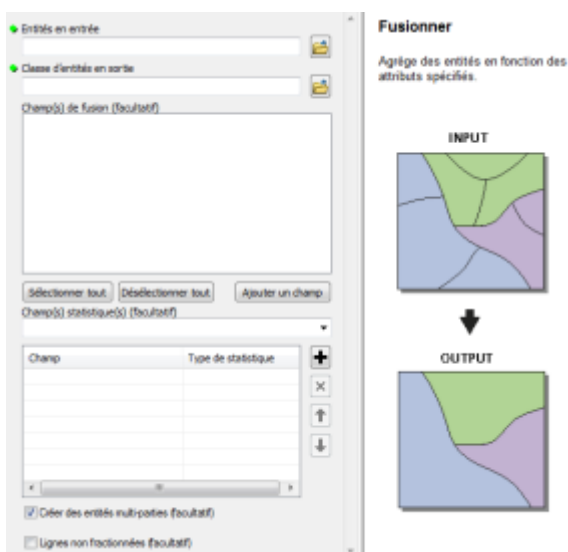 Entités en entrée
Classe d'entités en sortie
Champ(s) de fusion (facultatif)
Sélectionner tout
Désélectionner tout
Ajouter un champ
Champ(s) statistique(s) (facultatif)
Champ
Type de statistique
Créer des entités multi-parties (facultatif)
Lignes non fractionnées (facultatif)
Fusionner
Agrège des entités en fonction des
attributs spécifiés.
INPUT
OUTPUT